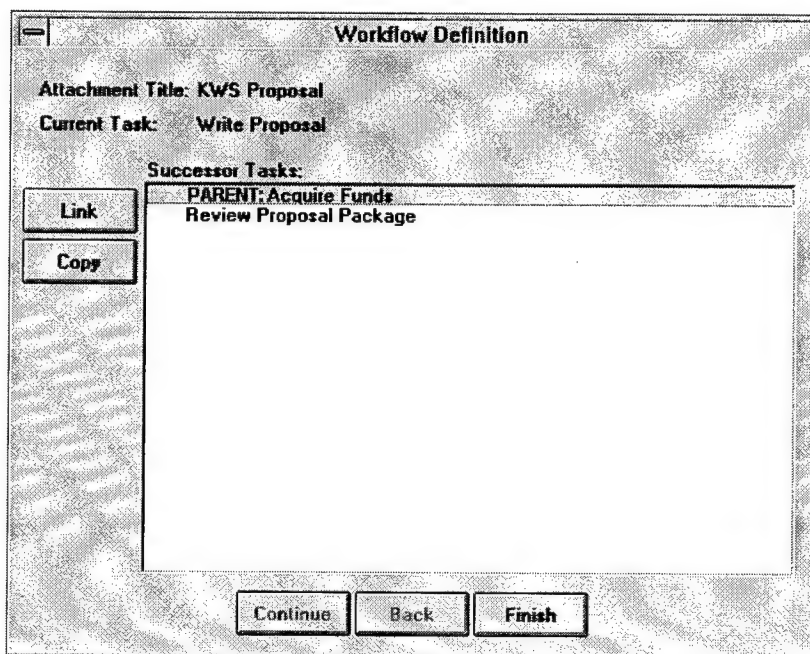 Workflow Definition
Attachment Title: KWS Proposal
Current Task: Write Proposal
Successor Tasks:
PARENT: Acquire Funds
Review Proposal Package
Link
Copy
Continue Back Finish